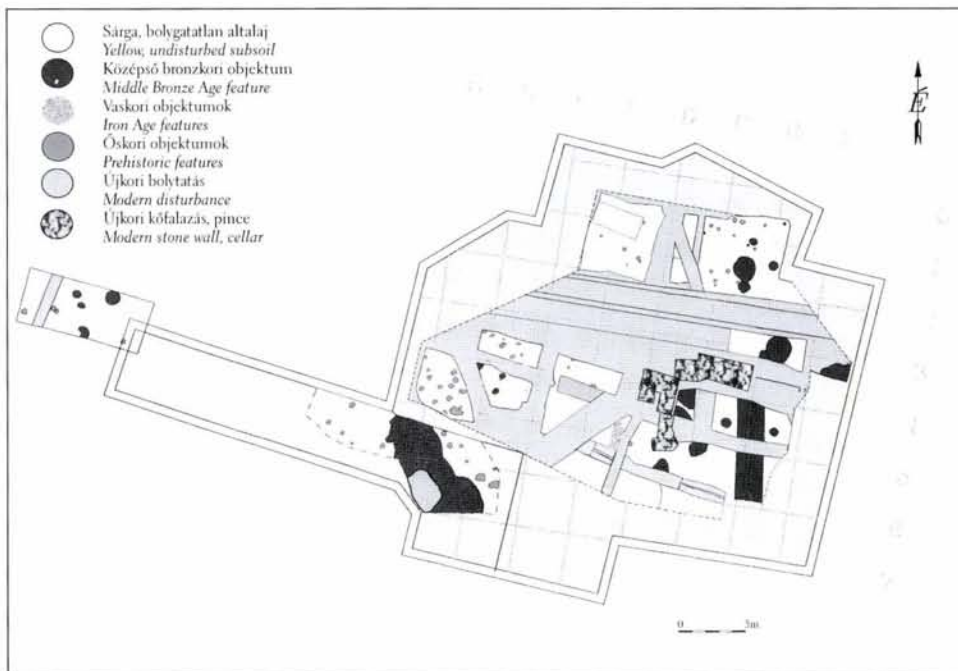 Sárga, bolygatatlan altalaj
Yellow, undisturbed subsoil
Középső bronzkori objektum
Middle Bronze Age feature
Vaskori objektumok
Iron Age features
Őskori objektumok
Prehistoric features
Újkori bolytatás
Modern disturbance
Újkori kőfalazás, pince
Modern stone wall, cellar
É
0 5m